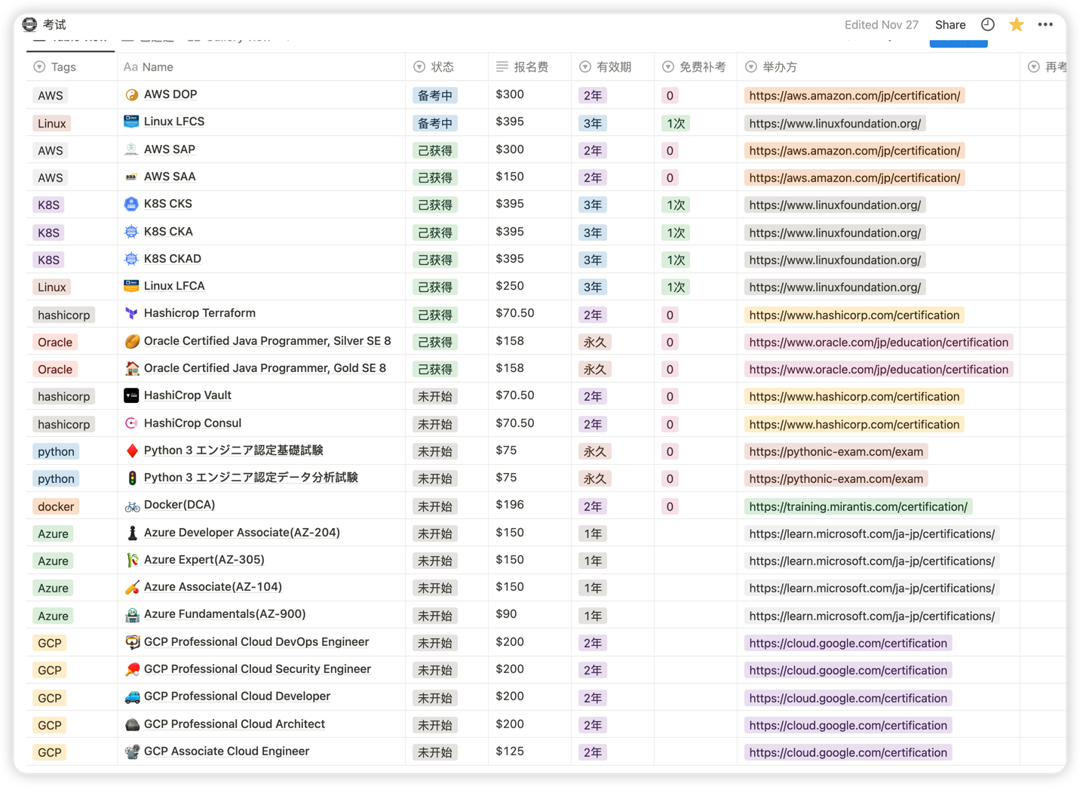 考试 Edited Nov 27 Share
Tags Aa Name 状态 报名费 有效期 免费补考 举办方 再考
AWS AWS DOP 备考中 $300 2年 0 https://aws.amazon.com/jp/certification/
Linux Linux LFCS 备考中 $395 3年 1次 https://www.linuxfoundation.org/
AWS AWS SAP 己获得 $300 2年 0 https://aws.amazon.com/jp/certification/
AWS AWS SAA 己获得 $150 2年 0 https://aws.amazon.com/jp/certification/
K8S K8S CKS 己获得 $395 3年 1次 https://www.linuxfoundation.org/
K8S K8S CKA 己获得 $395 3年 1次 https://www.linuxfoundation.org/
K8S K8S CKAD 己获得 $395 3年 1次 https://www.linuxfoundation.org/
Linux Linux LFCA 己获得 $250 3年 1次 https://www.linuxfoundation.org/
hashicorp Hashicrop Terraform 己获得 $70.50 2年 0 https://www.hashicorp.com/certification
Oracle Oracle Certified Java Programmer, Silver SE 8 己获得 $158 永久 0 https://www.oracle.com/jp/education/certification
Oracle Oracle Certified Java Programmer, Gold SE 8 己获得 $158 永久 0 https://www.oracle.com/jp/education/certification
hashicorp HashiCrop Vault 未开始 $70.50 2年 0 https://www.hashicorp.com/certification
hashicorp HashiCrop Consul 未开始 $70.50 2年 0 https://www.hashicorp.com/certification
python Python 3 エンジニア認定基礎試験 未开始 $75 永久 0 https://pythonic-exam.com/exam
python Python 3 エンジニア認定データ分析試験 未开始 $75 永久 0 https://pythonic-exam.com/exam
docker Docker(DCA) 未开始 $196 2年 0 https://training.mirantis.com/certification/
Azure Azure Developer Associate(AZ-204) 未开始 $150 1年 https://learn.microsoft.com/ja-jp/certifications/
Azure Azure Expert(AZ-305) 未开始 $150 1年 https://learn.microsoft.com/ja-jp/certifications/
Azure Azure Associate(AZ-104) 未开始 $150 1年 https://learn.microsoft.com/ja-jp/certifications/
Azure Azure Fundamentals(AZ-900) 未开始 $90 1年 https://learn.microsoft.com/ja-jp/certifications/
GCP GCP Professional Cloud DevOps Engineer 未开始 $200 2年 https://cloud.google.com/certification
GCP GCP Professional Cloud Security Engineer 未开始 $200 2年 https://cloud.google.com/certification
GCP GCP Professional Cloud Developer 未开始 $200 2年 https://cloud.google.com/certification
GCP GCP Professional Cloud Architect 未开始 $200 2年 https://cloud.google.com/certification
GCP GCP Associate Cloud Engineer 未开始 $125 2年 https://cloud.google.com/certification